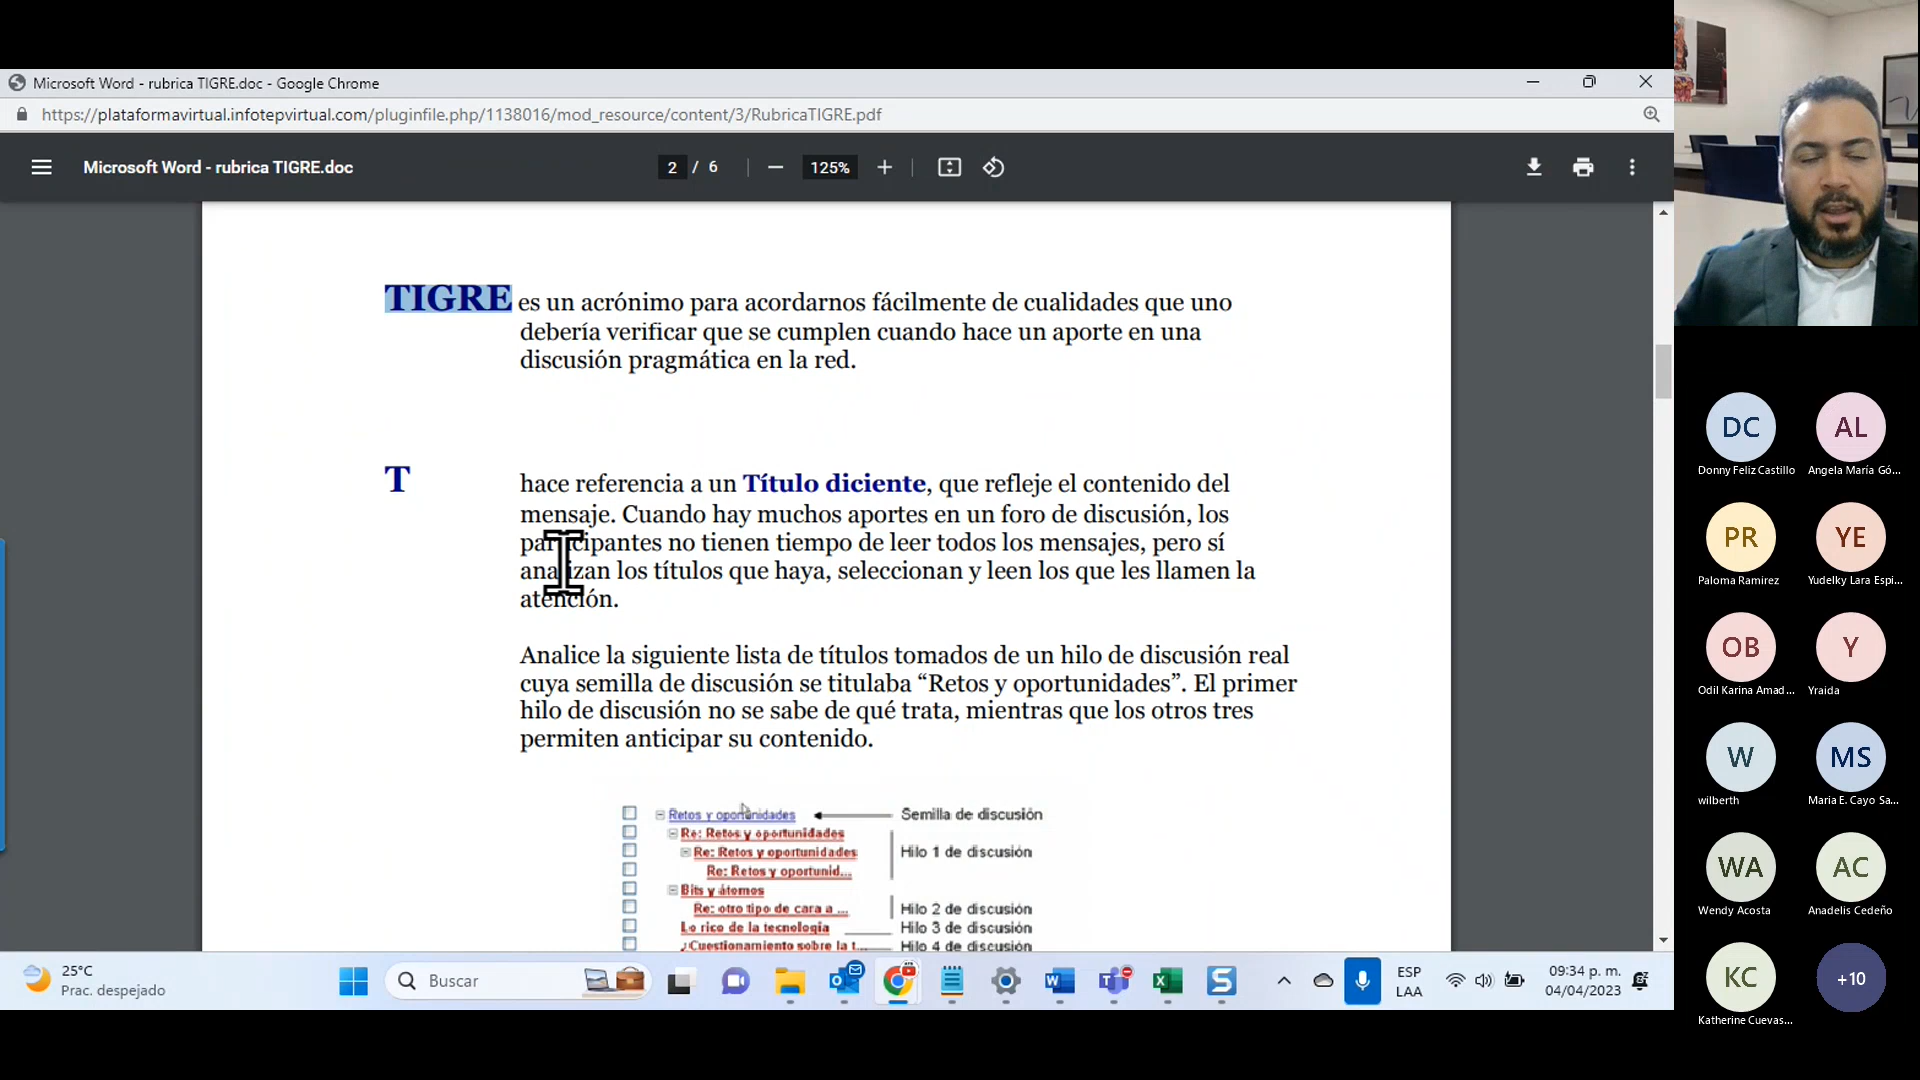 Microsoft Word - rubrica TIGRE.doc - Google Chrome
https://plataformavirtual.infotepvirtual.com/pluginfile.php/1138016/mod_resource/content/3/RubricaTIGRE.pdf
Microsoft Word - rubrica TIGRE.doc
2 / 6
125%
TIGRE es un acrónimo para acordarnos fácilmente de cualidades que uno
debería verificar que se cumplen cuando hace un aporte en una
discusión pragmática en la red.
T hace referencia a un Título diciente, que refleje el contenido del
mensaje. Cuando hay muchos aportes en un foro de discusión, los
participantes no tienen tiempo de leer todos los mensajes, pero sí
analizan los títulos que haya, seleccionan y leen los que les llamen la
atención.
Analice la siguiente lista de títulos tomados de un hilo de discusión real
cuya semilla de discusión se titulaba “Retos y oportunidades”. El primer
hilo de discusión no se sabe de qué trata, mientras que los otros tres
permiten anticipar su contenido.
Retos y oportunidades Semilla de discusión
Re: Retos y oportunidades
Re: Retos y oportunidades Hilo 1 de discusión
Re: Retos y oportunid...
Bits y átomos
Re: otro tipo de cara a ... Hilo 2 de discusión
Lo rico de la tecnología Hilo 3 de discusión
¿Cuestionamiento sobre la t... Hilo 4 de discusión
25°C
Prac. despejado
Buscar
ESP
LAA
09:34 p. m.
04/04/2023
DC AL
Donny Feliz Castillo Angela María Gó...
PR YE
Paloma Ramirez Yudelky Lara Espi...
OB Y
Odil Karina Amad... Yraida
W MS
wilberth Maria E. Cayo Sa...
WA AC
Wendy Acosta Anadelis Cedeño
KC +10
Katherine Cuevas...